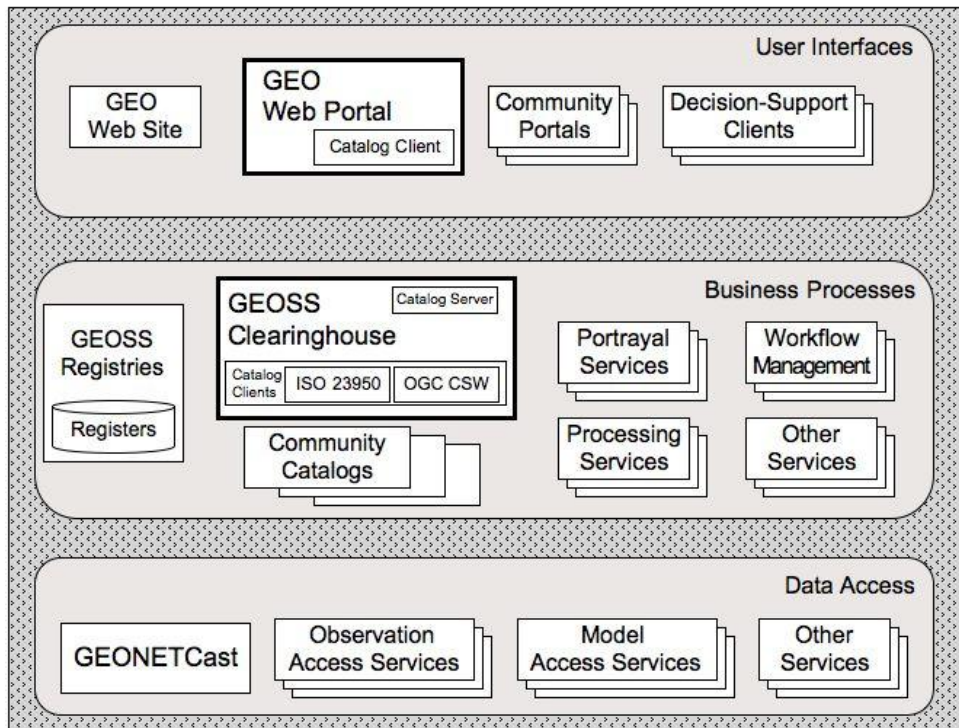 User Interfaces
GEO
Web Site
GEO
Web Portal
Catalog Client
Community
Portals
Decision-Support
Clients
Business Processes
GEOSS
Registries
Registers
GEOSS
Clearinghouse
Catalog Server
Catalog
Clients
ISO 23950
OGC CSW
Community
Catalogs
Portrayal
Services
Workflow
Management
Processing
Services
Other
Services
Data Access
GEONETCast
Observation
Access Services
Model
Access Services
Other
Services